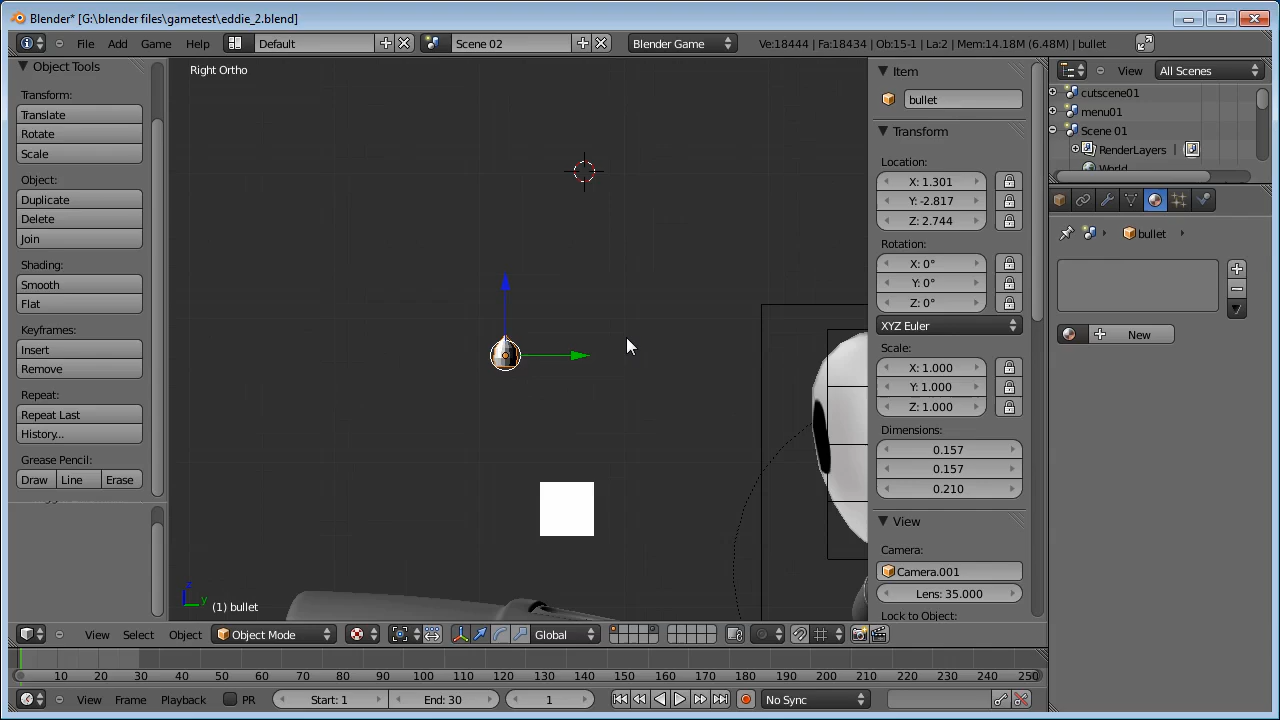 Blender* [G:\blender files\gametest\eddie_2.blend]
File Add Game Help Default Scene 02 Blender Game Ve:18444 | Fa:18434 | Ob:15-1 | La:2 | Mem:14.18M (6.48M) | bullet
Object Tools
Transform:
Translate
Rotate
Scale
Object:
Duplicate
Delete
Join
Shading:
Smooth
Flat
Keyframes:
Insert
Remove
Repeat:
Repeat Last
History...
Grease Pencil:
Draw Line Erase
Right Ortho
z
y
(1) bullet
Item
bullet
Transform
Location:
X: 1.301
Y: -2.817
Z: 2.744
Rotation:
X: 0°
Y: 0°
Z: 0°
XYZ Euler
Scale:
X: 1.000
Y: 1.000
Z: 1.000
Dimensions:
0.157
0.157
0.210
View
Camera:
Camera.001
Lens: 35.000
Lock to Object:
View All Scenes
cutscene01
menu01
Scene 01
RenderLayers |
World
bullet
New
View Select Object Object Mode Global
10 20 30 40 50 60 70 80 90 100 110 120 130 140 150 160 170 180 190 200 210 220 230 240 250
View Frame Playback PR Start: 1 End: 30 1 No Sync